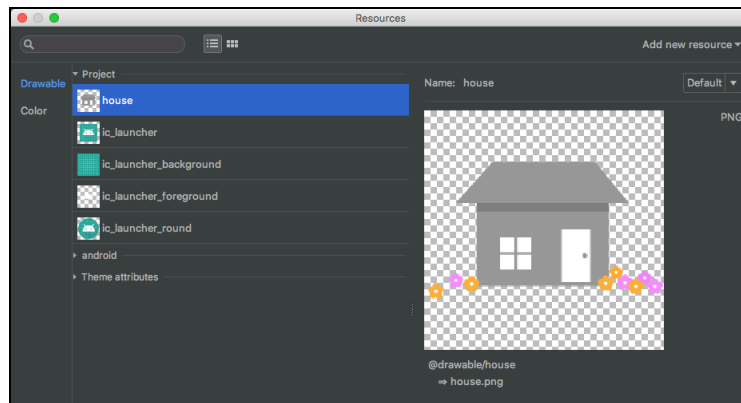 Resources
Add new resource
Drawable
Color
Project
house
ic_launcher
ic_launcher_background
ic_launcher_foreground
ic_launcher_round
android
Theme attributes
Name: house
Default
PNG
@drawable/house
⇒ house.png